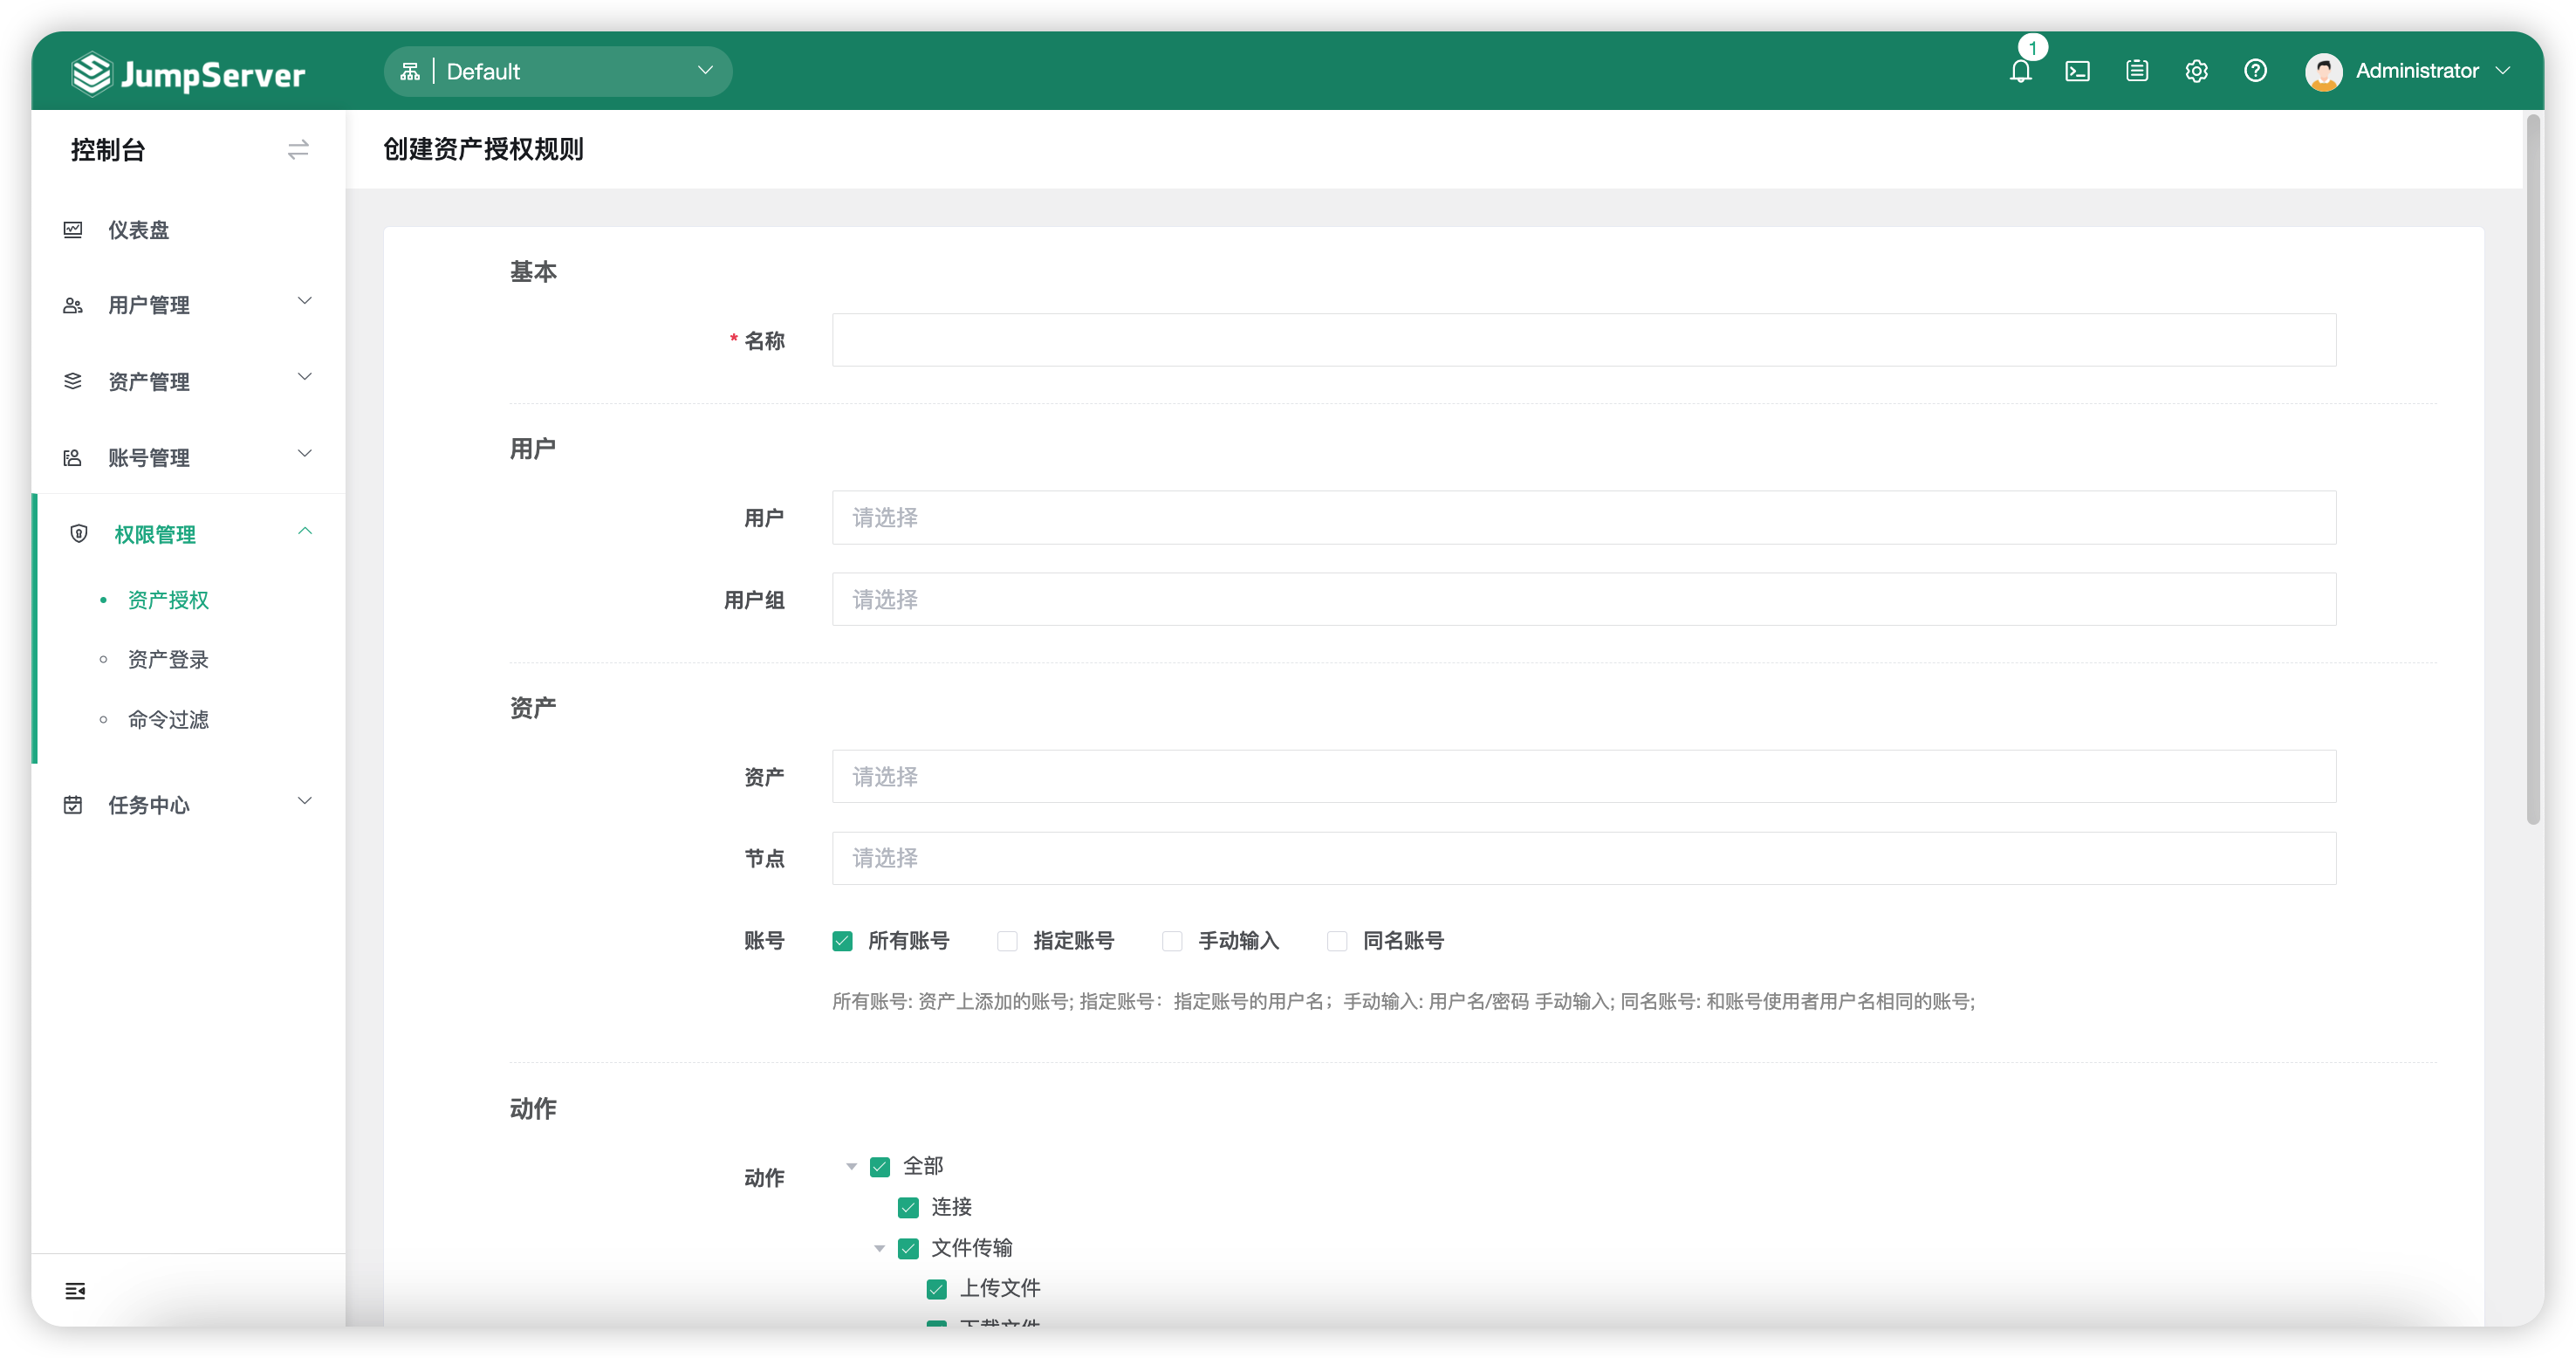 JumpServer
Default
1
Administrator
控制台
仪表盘
用户管理
资产管理
账号管理
权限管理
资产授权
资产登录
命令过滤
任务中心
创建资产授权规则
基本
* 名称
用户
用户 请选择
用户组 请选择
资产
资产 请选择
节点 请选择
账号 所有账号 指定账号 手动输入 同名账号
所有账号: 资产上添加的账号; 指定账号：指定账号的用户名；手动输入: 用户名/密码 手动输入; 同名账号: 和账号使用者用户名相同的账号;
动作
动作 全部
连接
文件传输
上传文件
下载文件